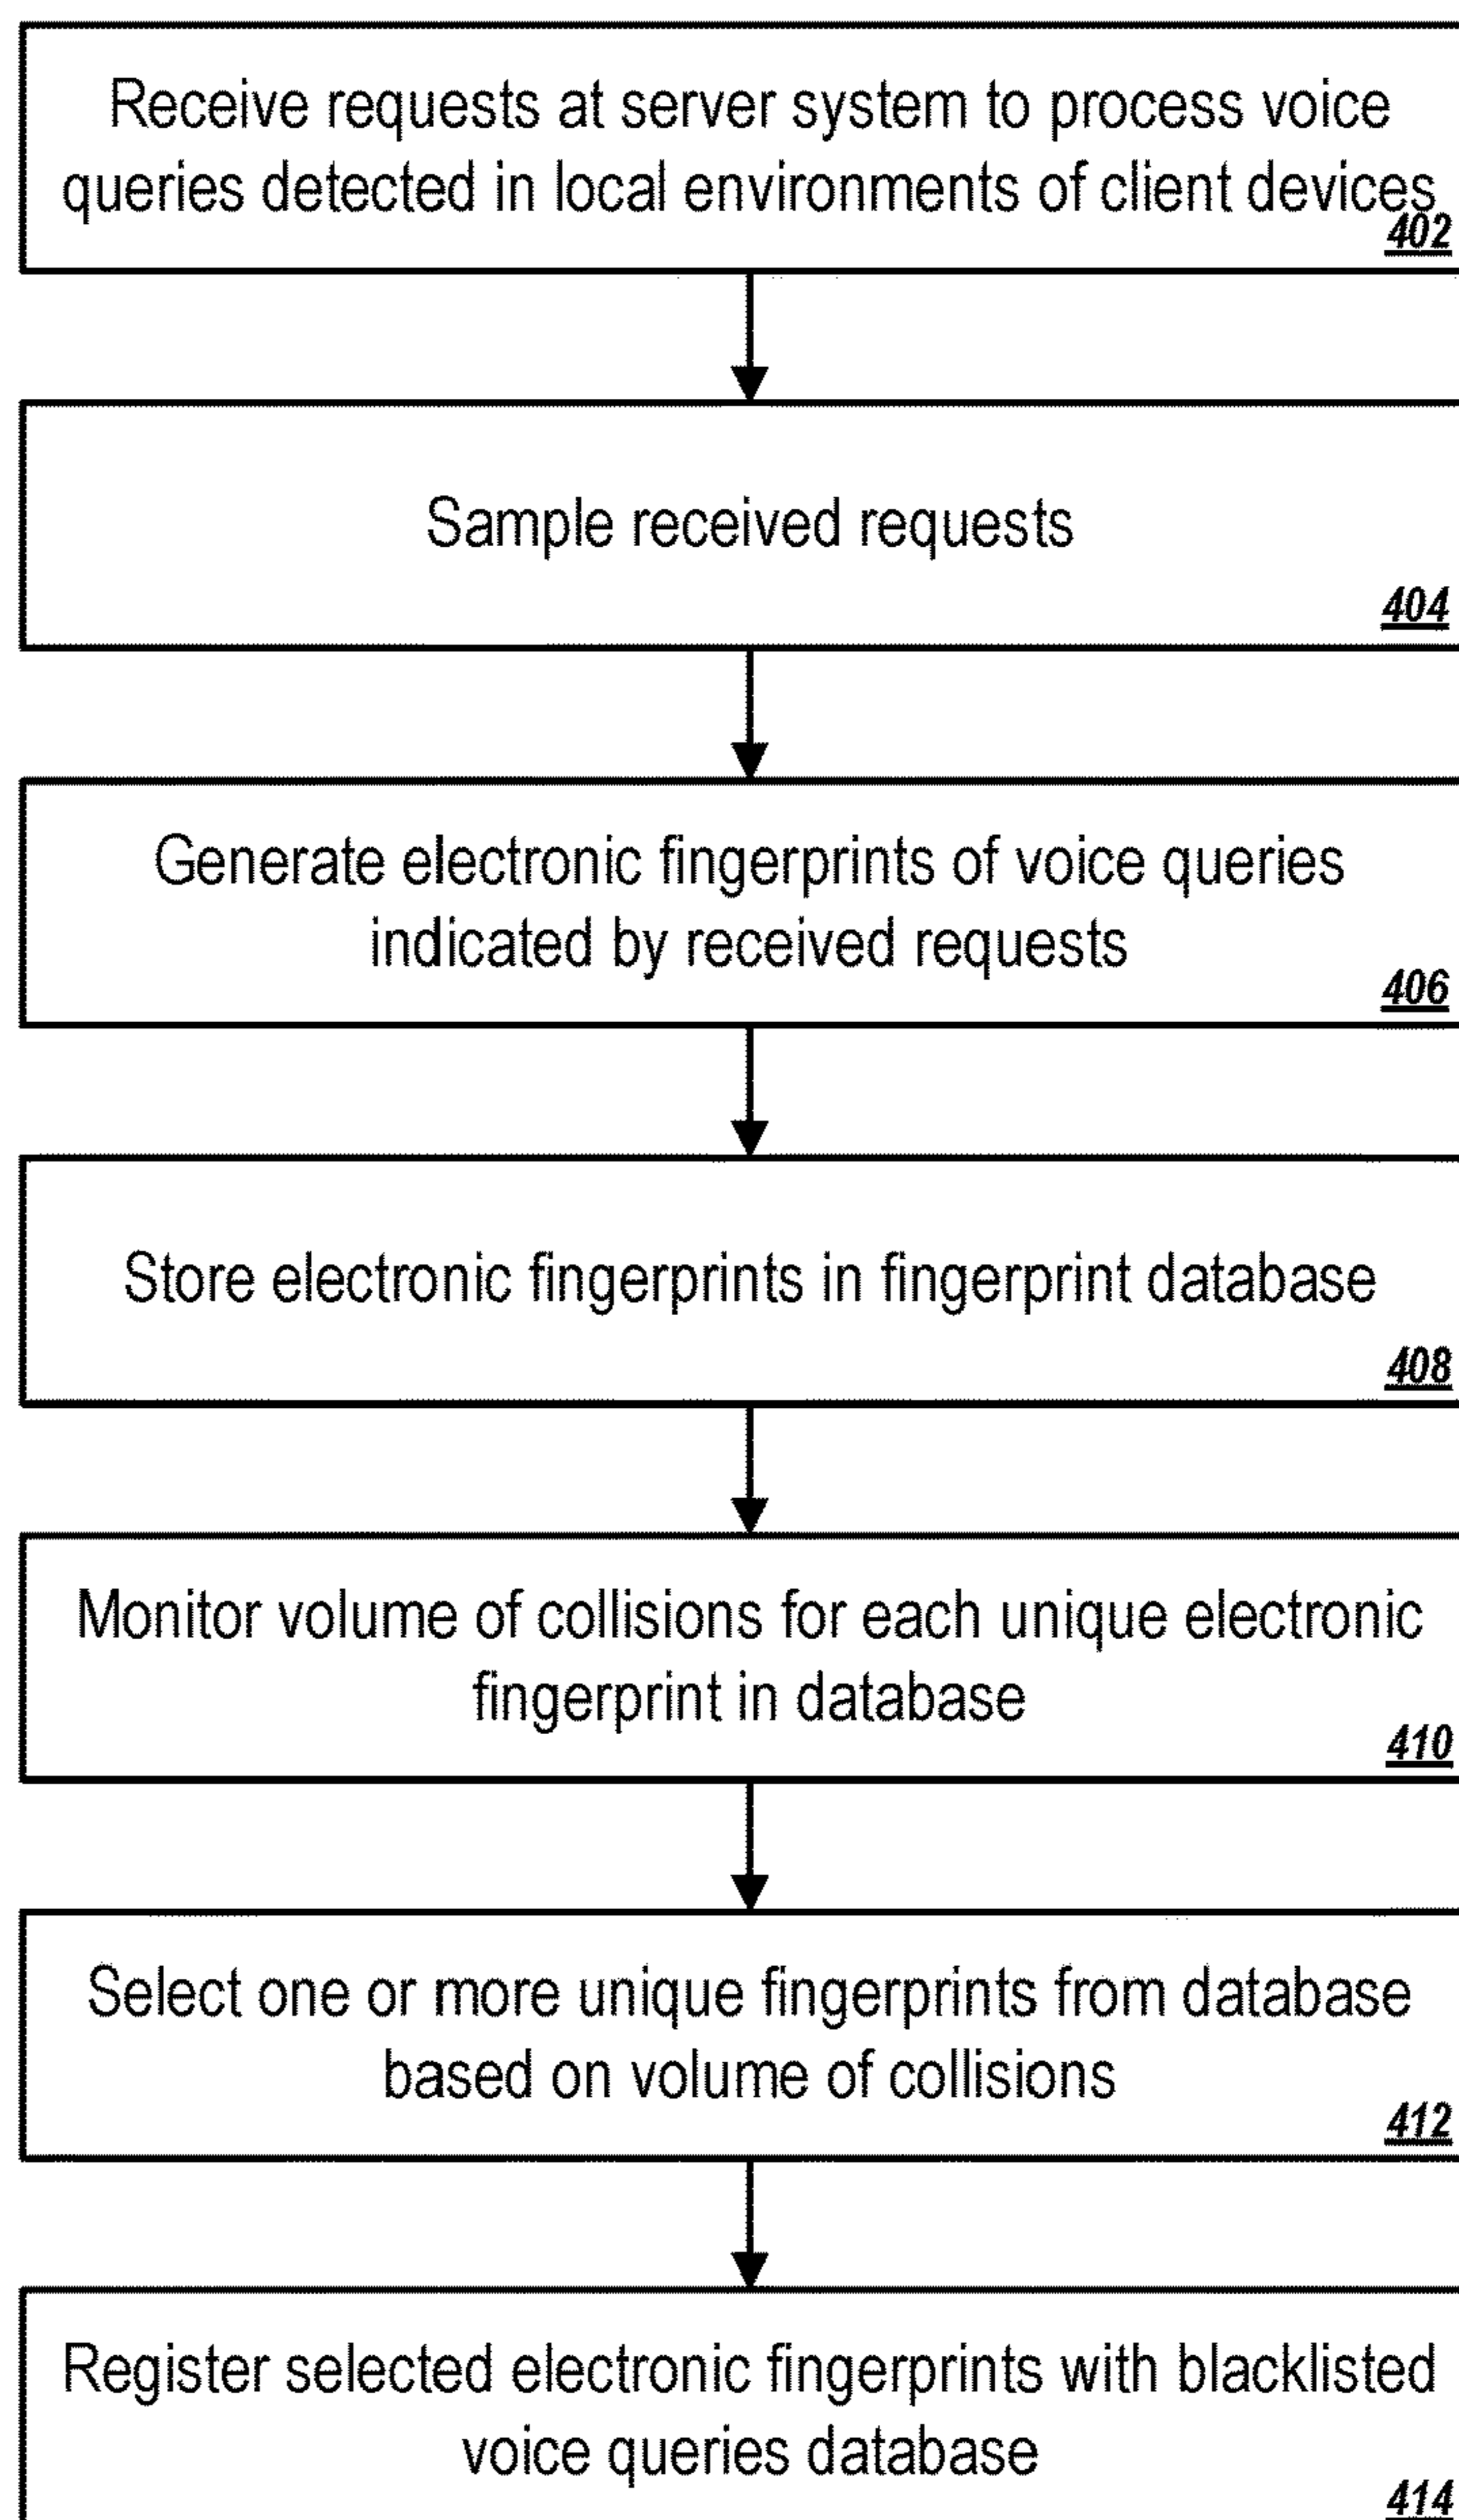 Receive requests at server system to process voice
queries detected in local environments of client devices
402
Sample received requests
404
Generate electronic fingerprints of voice queries
indicated by received requests
406
Store electronic fingerprints in fingerprint database
408
Monitor volume of collisions for each unique electronic
fingerprint in database
410
Select one or more unique fingerprints from database
based on volume of collisions
412
Register selected electronic fingerprints with blacklisted
voice queries database
414